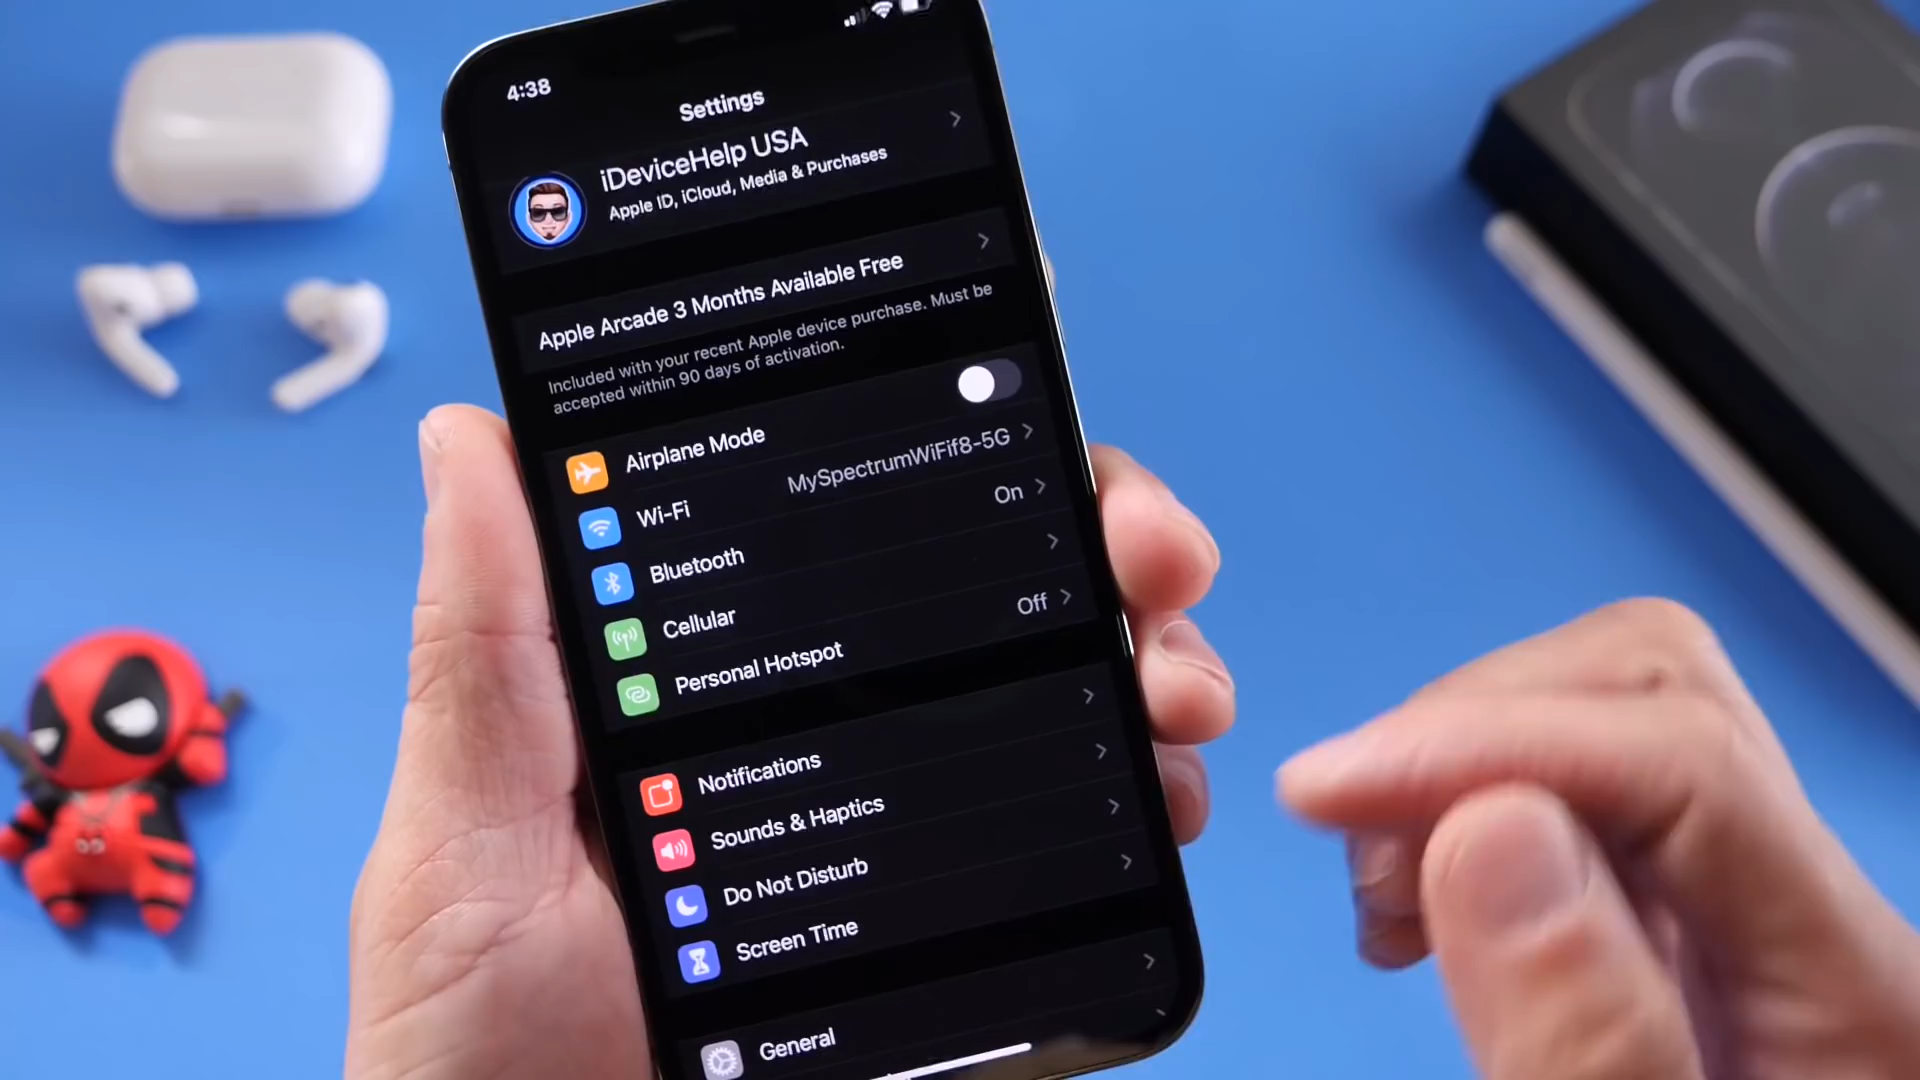 4:38
Settings
iDeviceHelp USA
Apple ID, iCloud, Media & Purchases
Apple Arcade 3 Months Available Free
Included with your recent Apple device purchase. Must be
accepted within 90 days of activation.
Airplane Mode
Wi-Fi MySpectrumWiFif8-5G
Bluetooth On
Cellular
Personal Hotspot Off
Notifications
Sounds & Haptics
Do Not Disturb
Screen Time
General